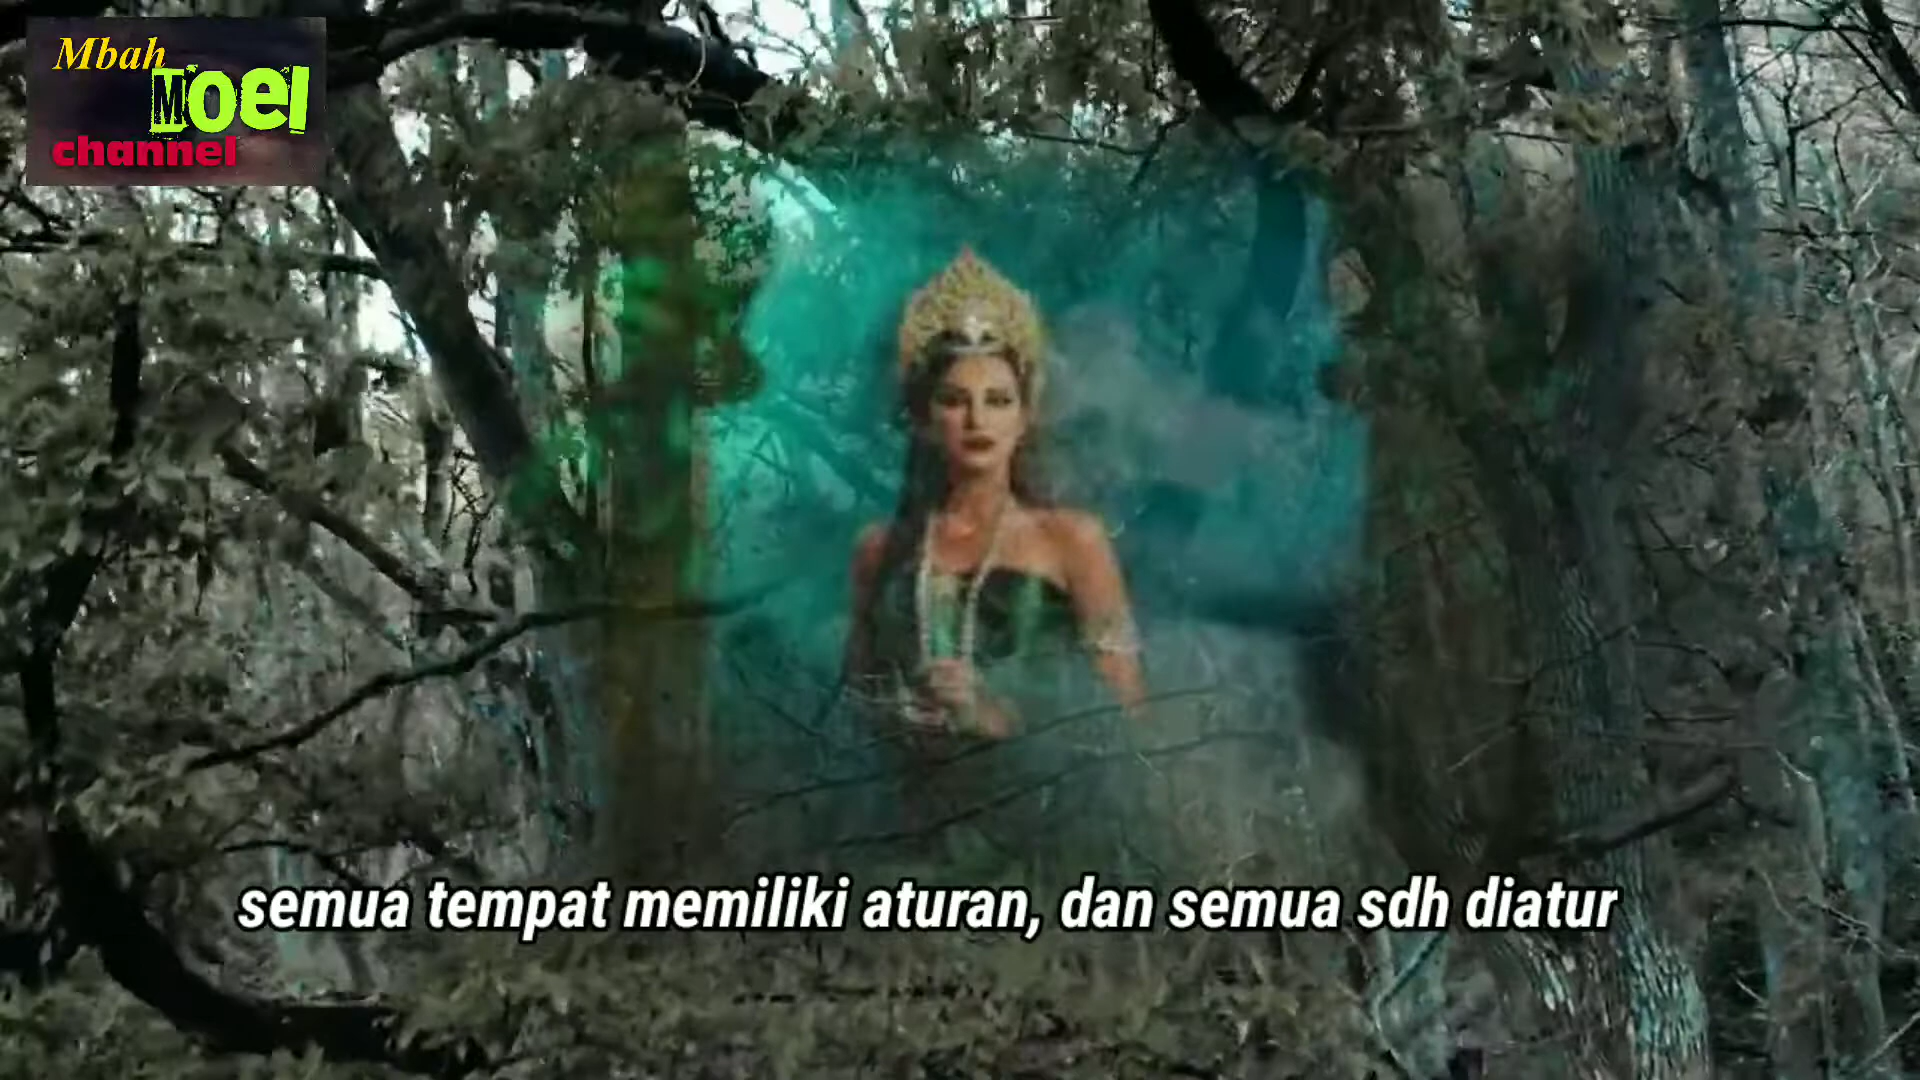 Mbah
Moel
channel
semua tempat memiliki aturan, dan semua sdh diatur